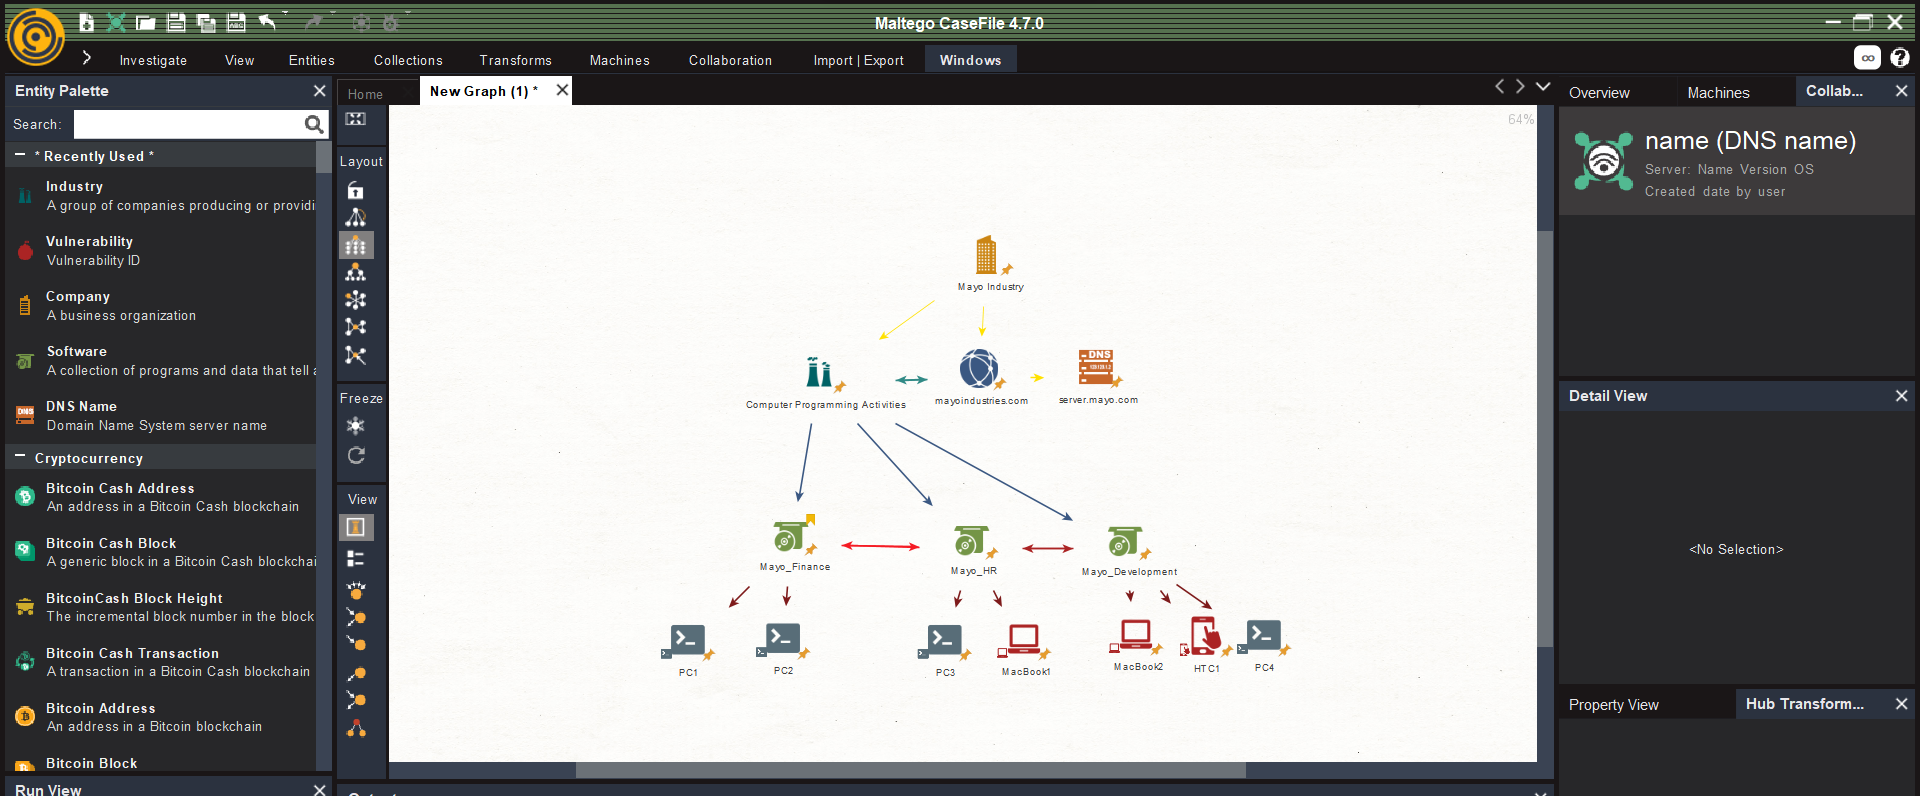 Maltego CaseFile 4.7.0
Investigate View Entities Collections Transforms Machines Collaboration Import | Export Windows
Entity Palette
Search:
* Recently Used *
Industry
A group of companies producing or providi
Vulnerability
Vulnerability ID
Company
A business organization
Software
A collection of programs and data that tell a
DNS Name
Domain Name System server name
Cryptocurrency
Bitcoin Cash Address
An address in a Bitcoin Cash blockchain
Bitcoin Cash Block
A generic block in a Bitcoin Cash blockchai
BitcoinCash Block Height
The incremental block number in the block
Bitcoin Cash Transaction
A transaction in a Bitcoin Cash blockchain
Bitcoin Address
An address in a Bitcoin blockchain
Bitcoin Block
Run View
Home
New Graph (1) *
Layout
Freeze
View
64%
Mayo Industry
Computer Programming Activities
mayoindustries.com
DNS
server.mayo.com
Mayo_Finance
Mayo_HR
Mayo_Development
PC1
PC2
PC3
MacBook1
MacBook2
HTC1
PC4
Overview
Machines
Collab...
name (DNS name)
Server: Name Version OS
Created date by user
Detail View
<No Selection>
Property View
Hub Transform...